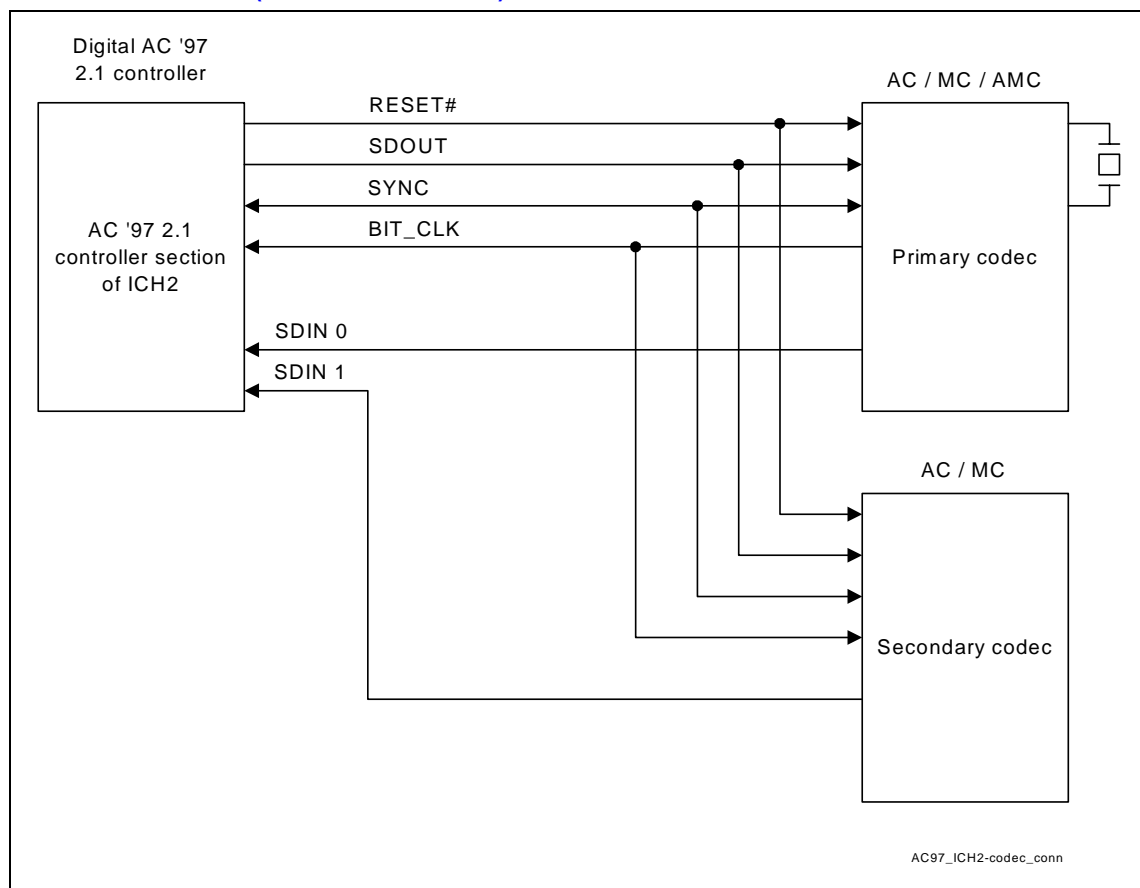 Digital AC '97
2.1 controller
AC / MC / AMC
RESET#
SDOUT
SYNC
BIT_CLK
AC '97 2.1
controller section
of ICH2
Primary codec
SDIN 0
SDIN 1
AC / MC
Secondary codec
AC97_ICH2-codec_conn